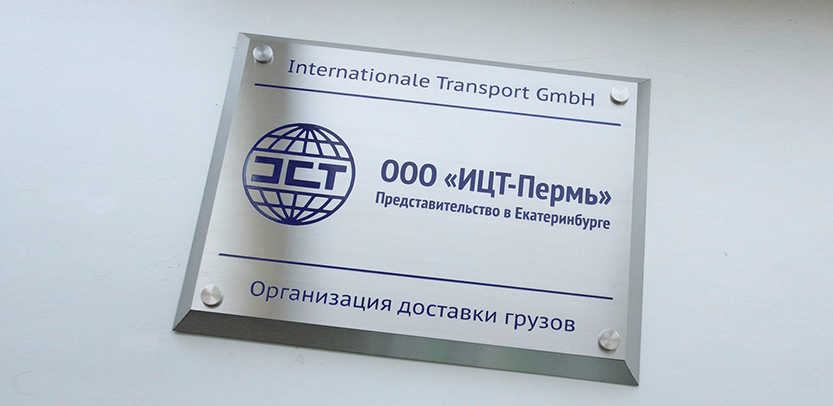 Internationale Transport GmbH
ЭСТ
ООО «ИЦТ-Пермь»
Представительство в Екатеринбурге
Организация доставки грузов